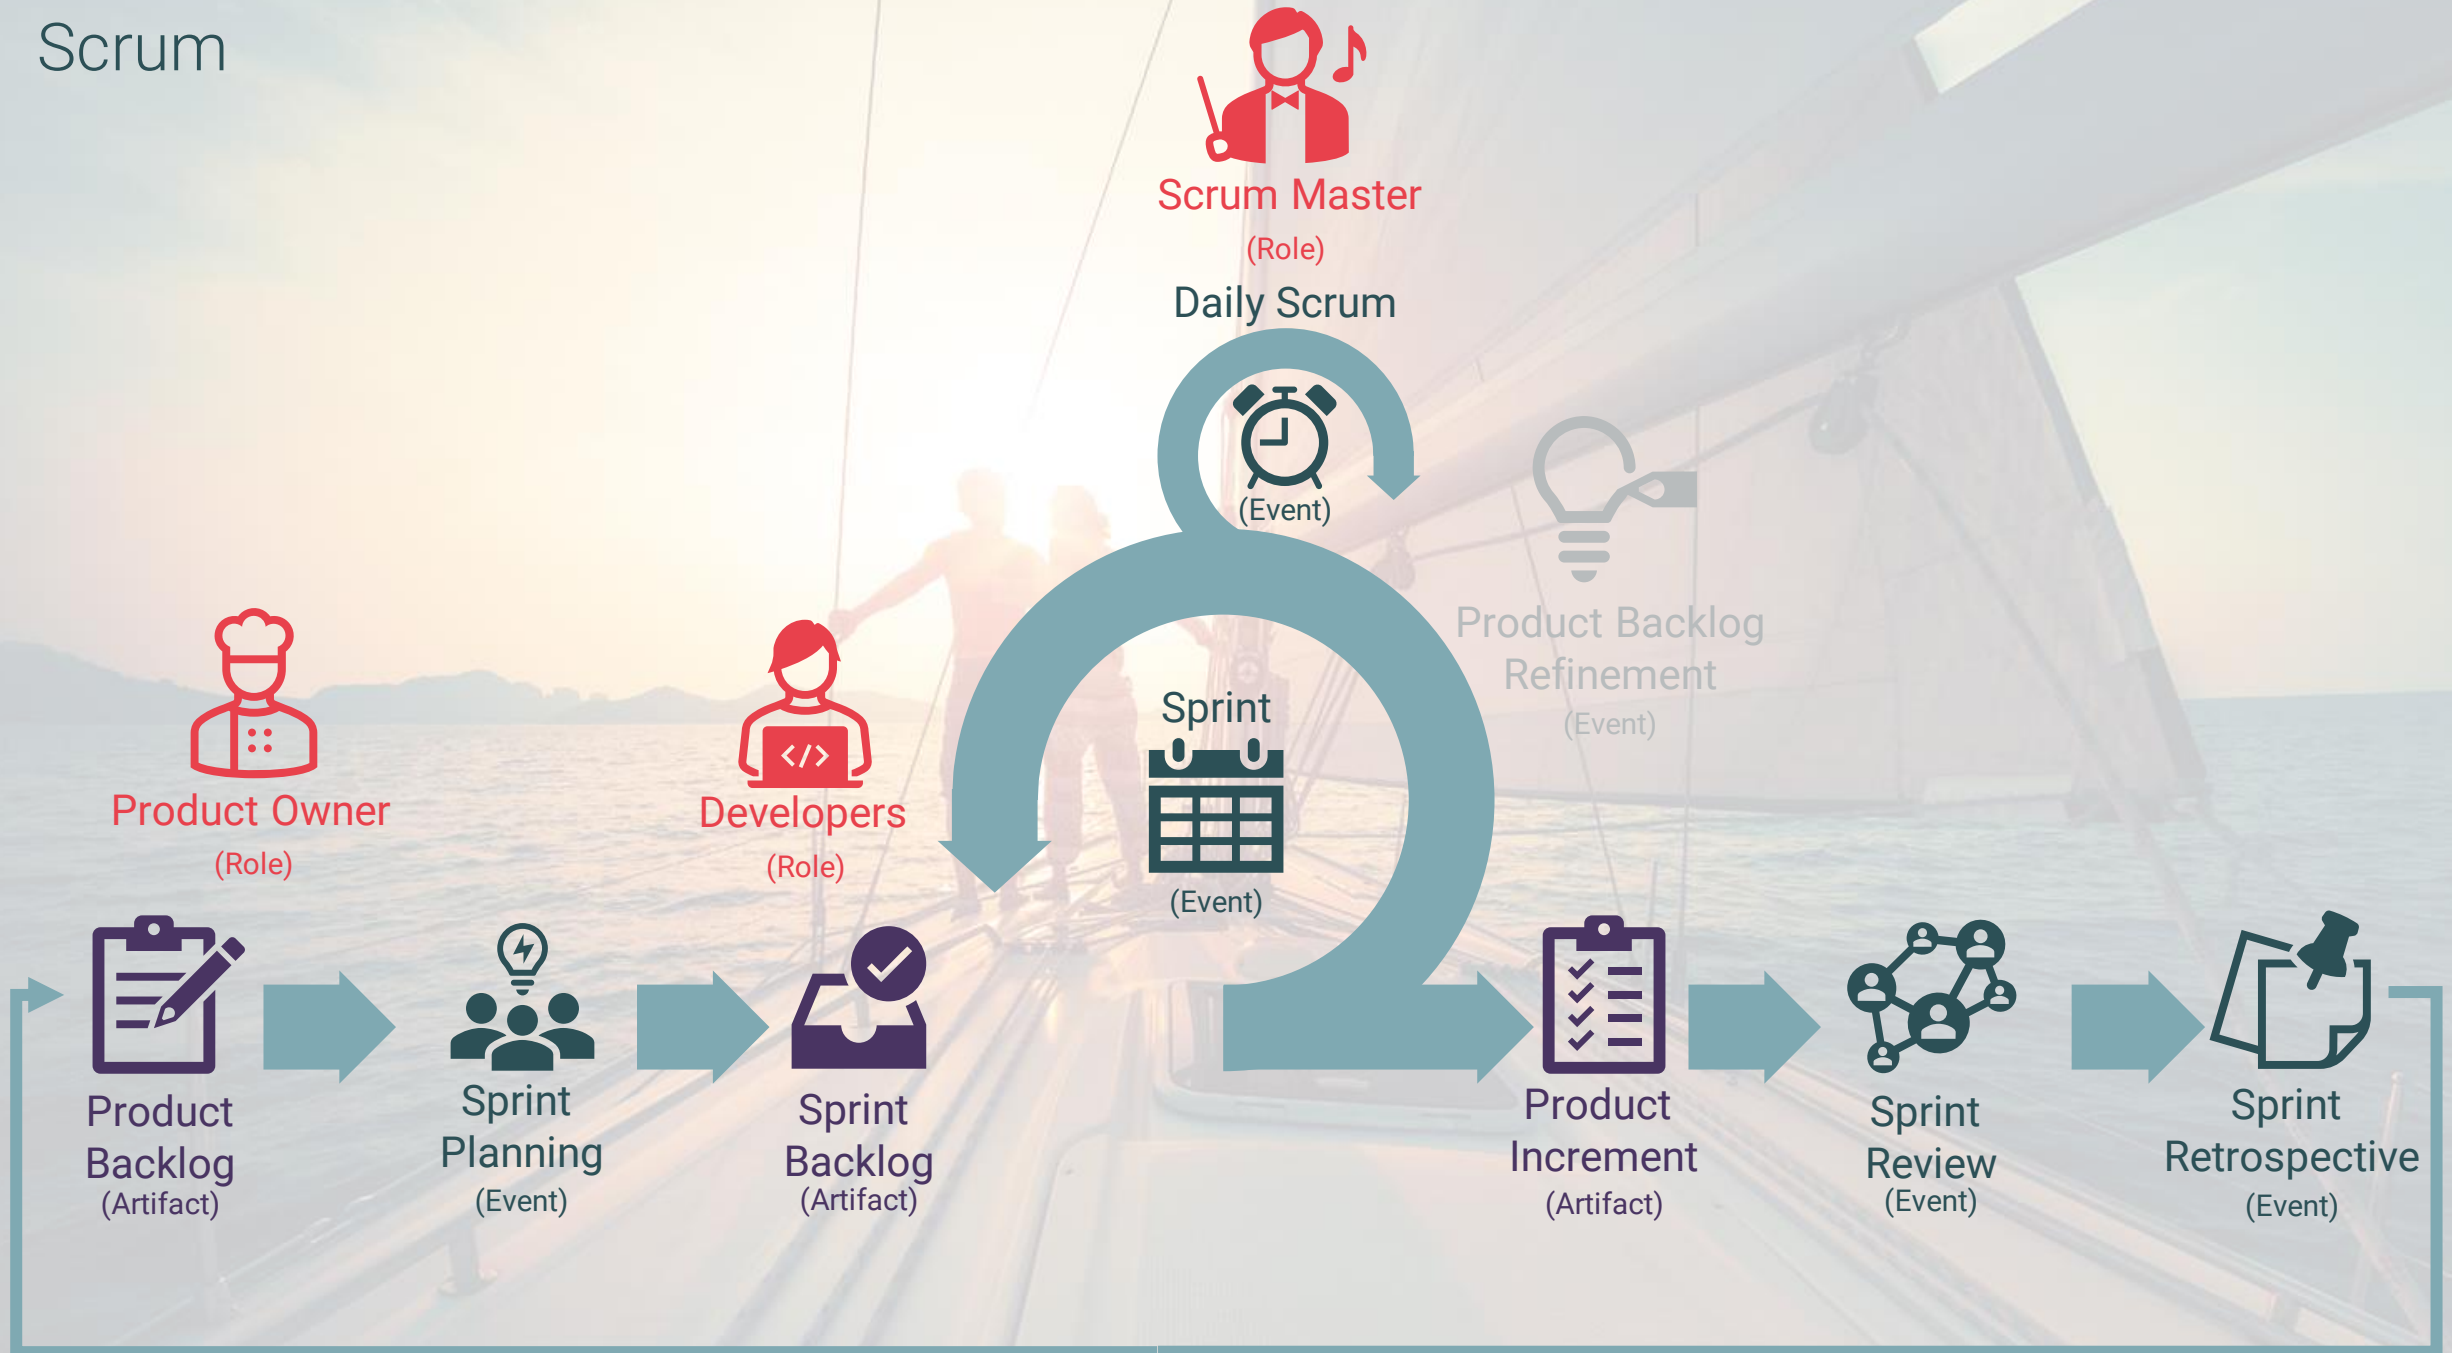 Scrum
Scrum Master
(Role)
Daily Scrum
(Event)
Product Backlog
Refinement
(Event)
Sprint
(Event)
Product Owner
(Role)
Developers
(Role)
</>
Product
Backlog
(Artifact)
Sprint
Planning
(Event)
Sprint
Backlog
(Artifact)
Product
Increment
(Artifact)
Sprint
Review
(Event)
Sprint
Retrospective
(Event)